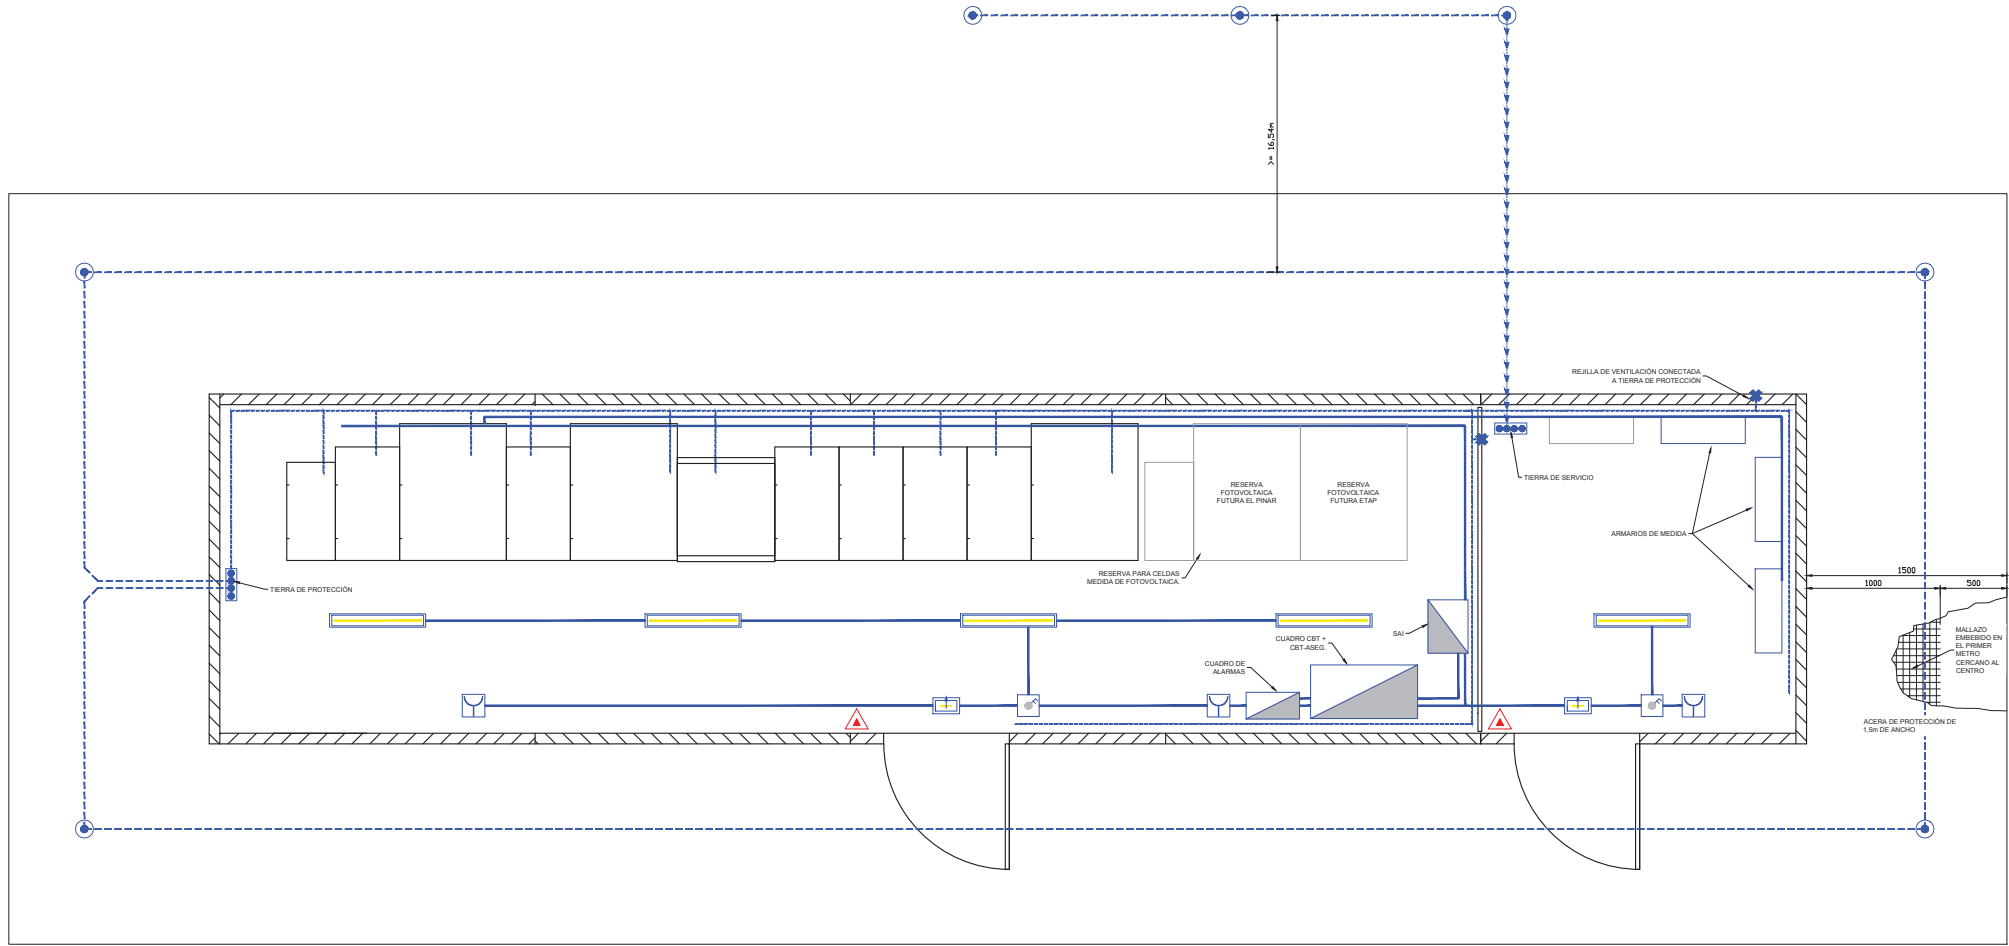 >= 16,54m
REJILLA DE VENTILACIÓN CONECTADA
A TIERRA DE PROTECCIÓN
TIERRA DE SERVICIO
RESERVA
FOTOVOLTAICA
FUTURA EL PINAR
RESERVA
FOTOVOLTAICA
FUTURA ETAP
ARMARIOS DE MEDIDA
RESERVA PARA CELDAS
MEDIDA DE FOTOVOLTAICA.
TIERRA DE PROTECCIÓN
1500
1000
500
SAI
CUADRO CBT +
CBT-ASEG.
CUADRO DE
ALARMAS
MALLAZO
EMBEBIDO EN
EL PRIMER
METRO
CERCANO AL
CENTRO
ACERA DE PROTECCIÓN DE
1,5m DE ANCHO